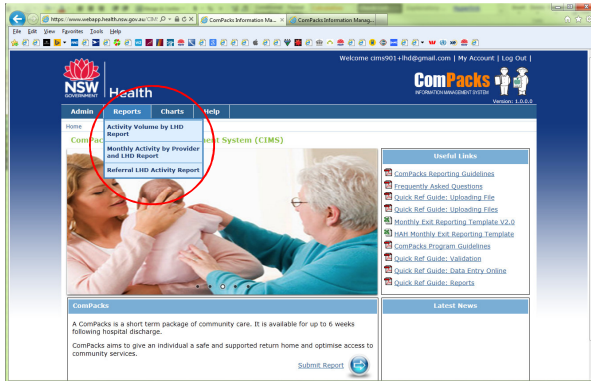 https://www.webapp.health.nsw.gov.au/CIM
ComPacks Information Ma...
ComPacks Information Manag...
File Edit View Favorites Tools Help
Welcome cims901+lhd@gmail.com | My Account | Log Out |
NSW
GOVERNMENT
Health
ComPacks
INFORMATION MANAGEMENT SYSTEM
Version: 1.0.0.0
Admin Reports Charts Help
Home
Activity Volume by LHD
Report
Monthly Activity by Provider
and LHD Report
Referral LHD Activity Report
ComPac
ent System (CIMS)
Useful Links
ComPacks Reporting Guidelines
Frequently Asked Questions
Quick Ref Guide: Uploading File
Quick Ref Guide: Uploading Files
Monthly Exit Reporting Template V2.0
HAH Monthly Exit Reporting Template
ComPacks Program Guidelines
Quick Ref Guide: Validation
Quick Ref Guide: Data Entry Online
Quick Ref Guide: Reports
ComPacks
A ComPacks is a short term package of community care. It is available for up to 6 weeks
following hospital discharge.
ComPacks aims to give an individual a safe and supported return home and optimise access to
community services.
Submit Report
Latest News